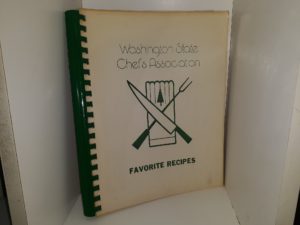 Washington State
Chef's Association
FAVORITE RECIPES